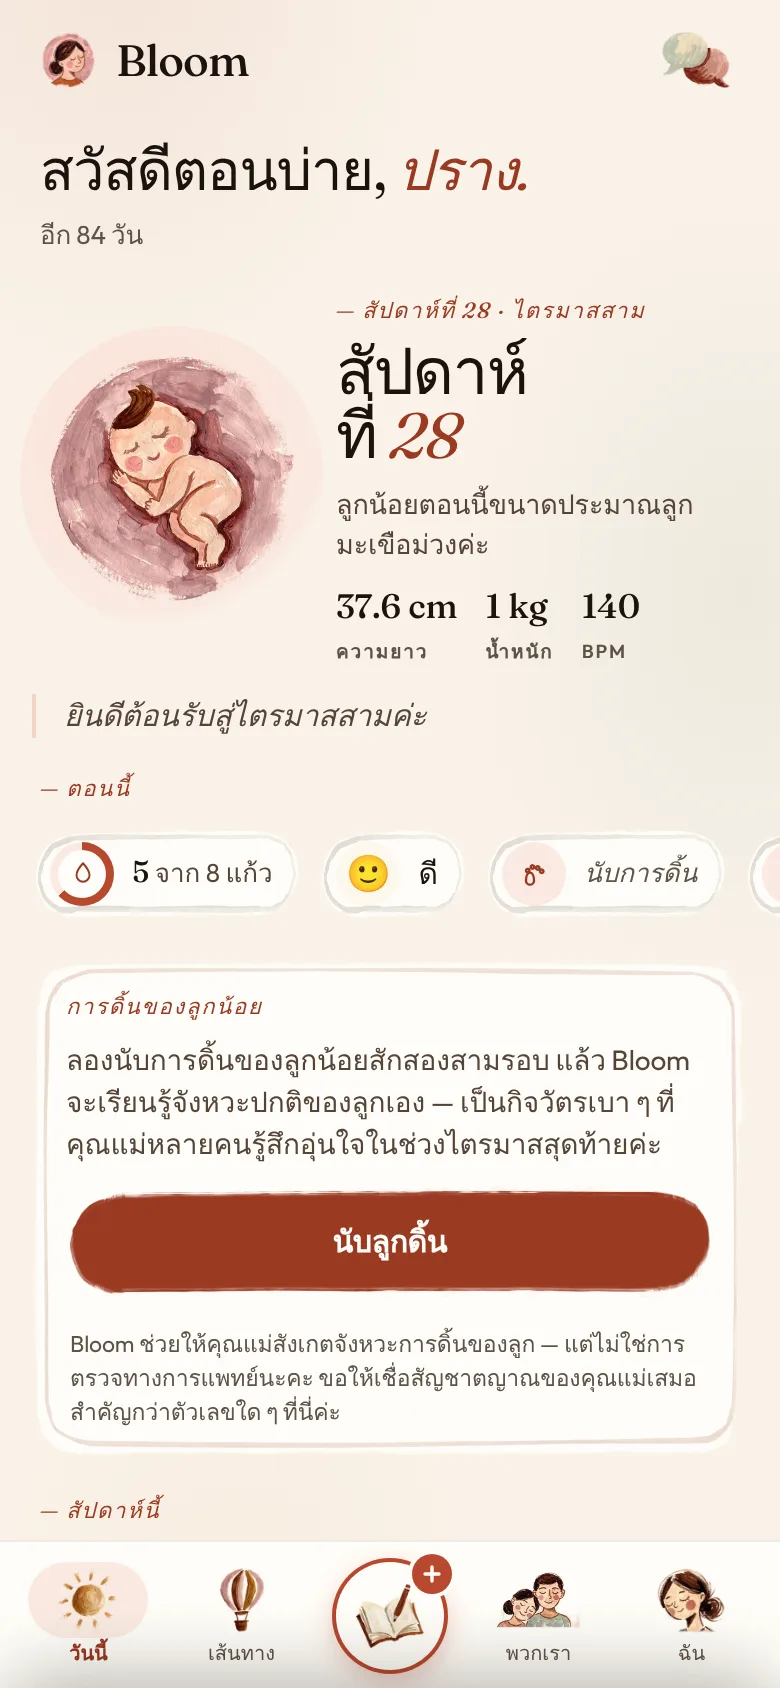 Bloom
สวัสดีตอนบ่าย, ปราง.
อีก 84 วัน
— สัปดาห์ที่ 28 · ไตรมาสสาม
สัปดาห์
ที่ 28
ลูกน้อยตอนนี้ขนาดประมาณลูก
มะเขือม่วงค่ะ
37.6 cm 1 kg 140
ความยาว น้ำหนัก BPM
ยินดีต้อนรับสู่ไตรมาสสามค่ะ
— ตอนนี้
5 จาก 8 แก้ว ดี นับการดิ้น
การดิ้นของลูกน้อย
ลองนับการดิ้นของลูกน้อยสักสองสามรอบ แล้ว Bloom
จะเรียนรู้จังหวะปกติของลูกเอง — เป็นกิจวัตรเบา ๆ ที่
คุณแม่หลายคนรู้สึกอุ่นใจในช่วงไตรมาสสุดท้ายค่ะ
นับลูกดิ้น
Bloom ช่วยให้คุณแม่สังเกตจังหวะการดิ้นของลูก — แต่ไม่ใช่การ
ตรวจทางการแพทย์นะคะ ขอให้เชื่อสัญชาตญาณของคุณแม่เสมอ
สำคัญกว่าตัวเลขใด ๆ ที่นี่ค่ะ
— สัปดาห์นี้
วันนี้ เส้นทาง พวกเรา ฉัน